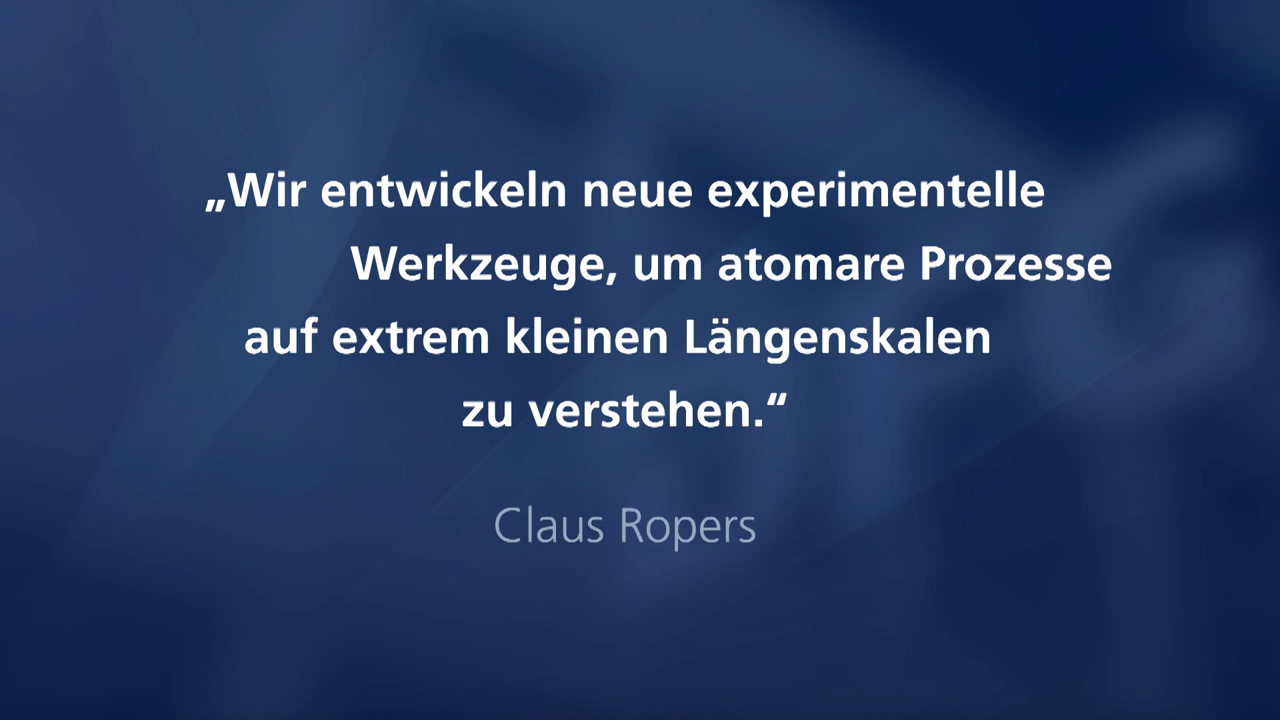 „Wir entwickeln neue experimentelle
Werkzeuge, um atomare Prozesse
auf extrem kleinen Längenskalen
zu verstehen.“
Claus Ropers